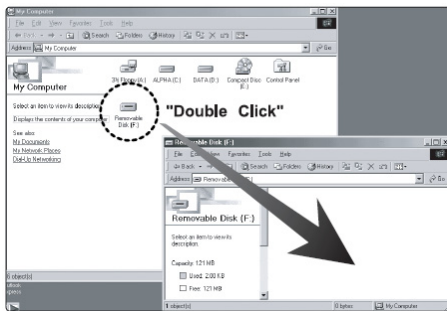 My Computer
File Edit View Favorites Tools Help
Back Search Folders History
Address My Computer Go
3½ Floppy (A:) ALPHA (C:) DATA (D:) Compact Disc (E:) Control Panel
My Computer
Removable Disk (F:)
"Double Click"
Select an item to view its description.
Displays the contents of your computer
See also
My Documents
My Network Places
Dial-Up Networking
Removable Disk (F:)
File Edit View Favorites Tools Help
Back Search Folders History
Address Removable Disk (F:) Go
Removable Disk (F:)
Select an item to view its
description.
Capacity: 121 MB
Used: 2.00 KB
Free: 121 MB
6 object(s)
1 object(s) 0 bytes My Computer